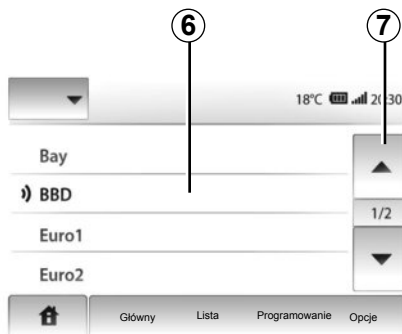 6 7
18°C 20:30
Bay
BBD
1/2
Euro1
Euro2
Główny Lista Programowanie Opcje